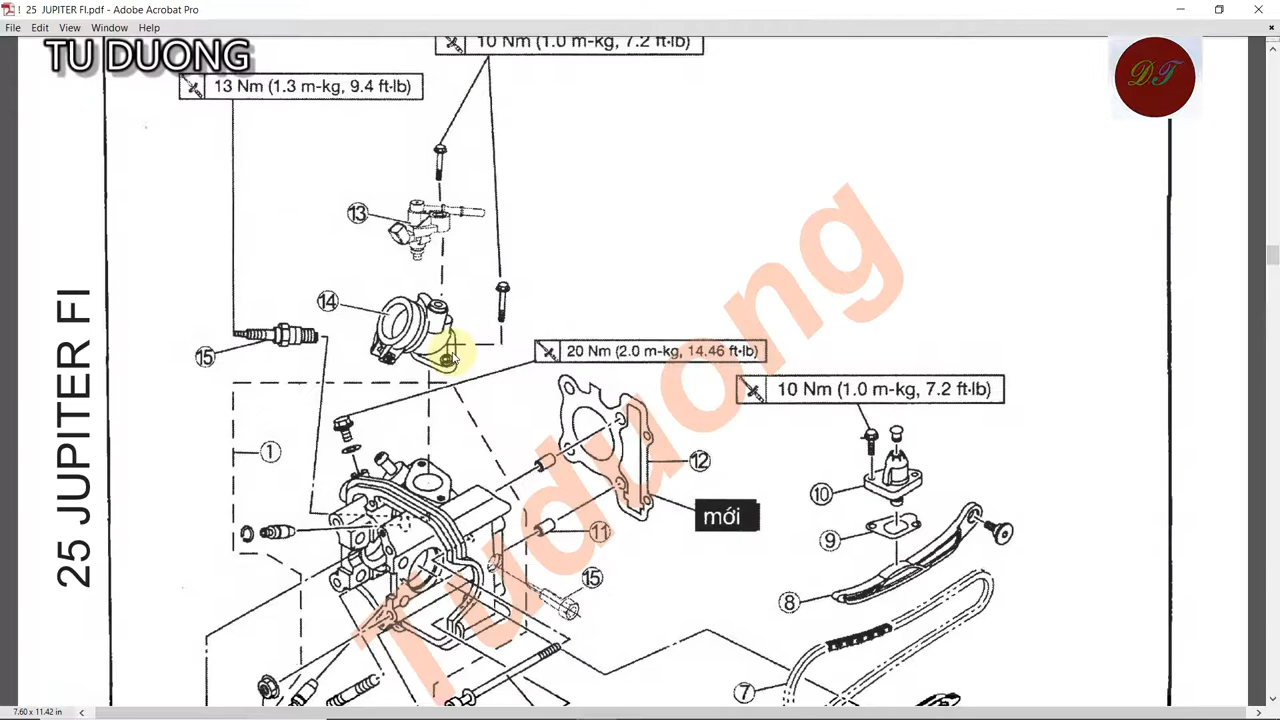 ! 25 JUPITER FI.pdf - Adobe Acrobat Pro
File Edit View Window Help
TU DUONG
DT
10 Nm (1.0 m-kg, 7.2 ft·lb)
13 Nm (1.3 m-kg, 9.4 ft·lb)
13
14
15
20 Nm (2.0 m-kg, 14.46 ft·lb)
10 Nm (1.0 m-kg, 7.2 ft·lb)
1
12
10
mới
9
11
15
8
7
25 JUPITER FI
Tuduong
7.60 x 11.42 in